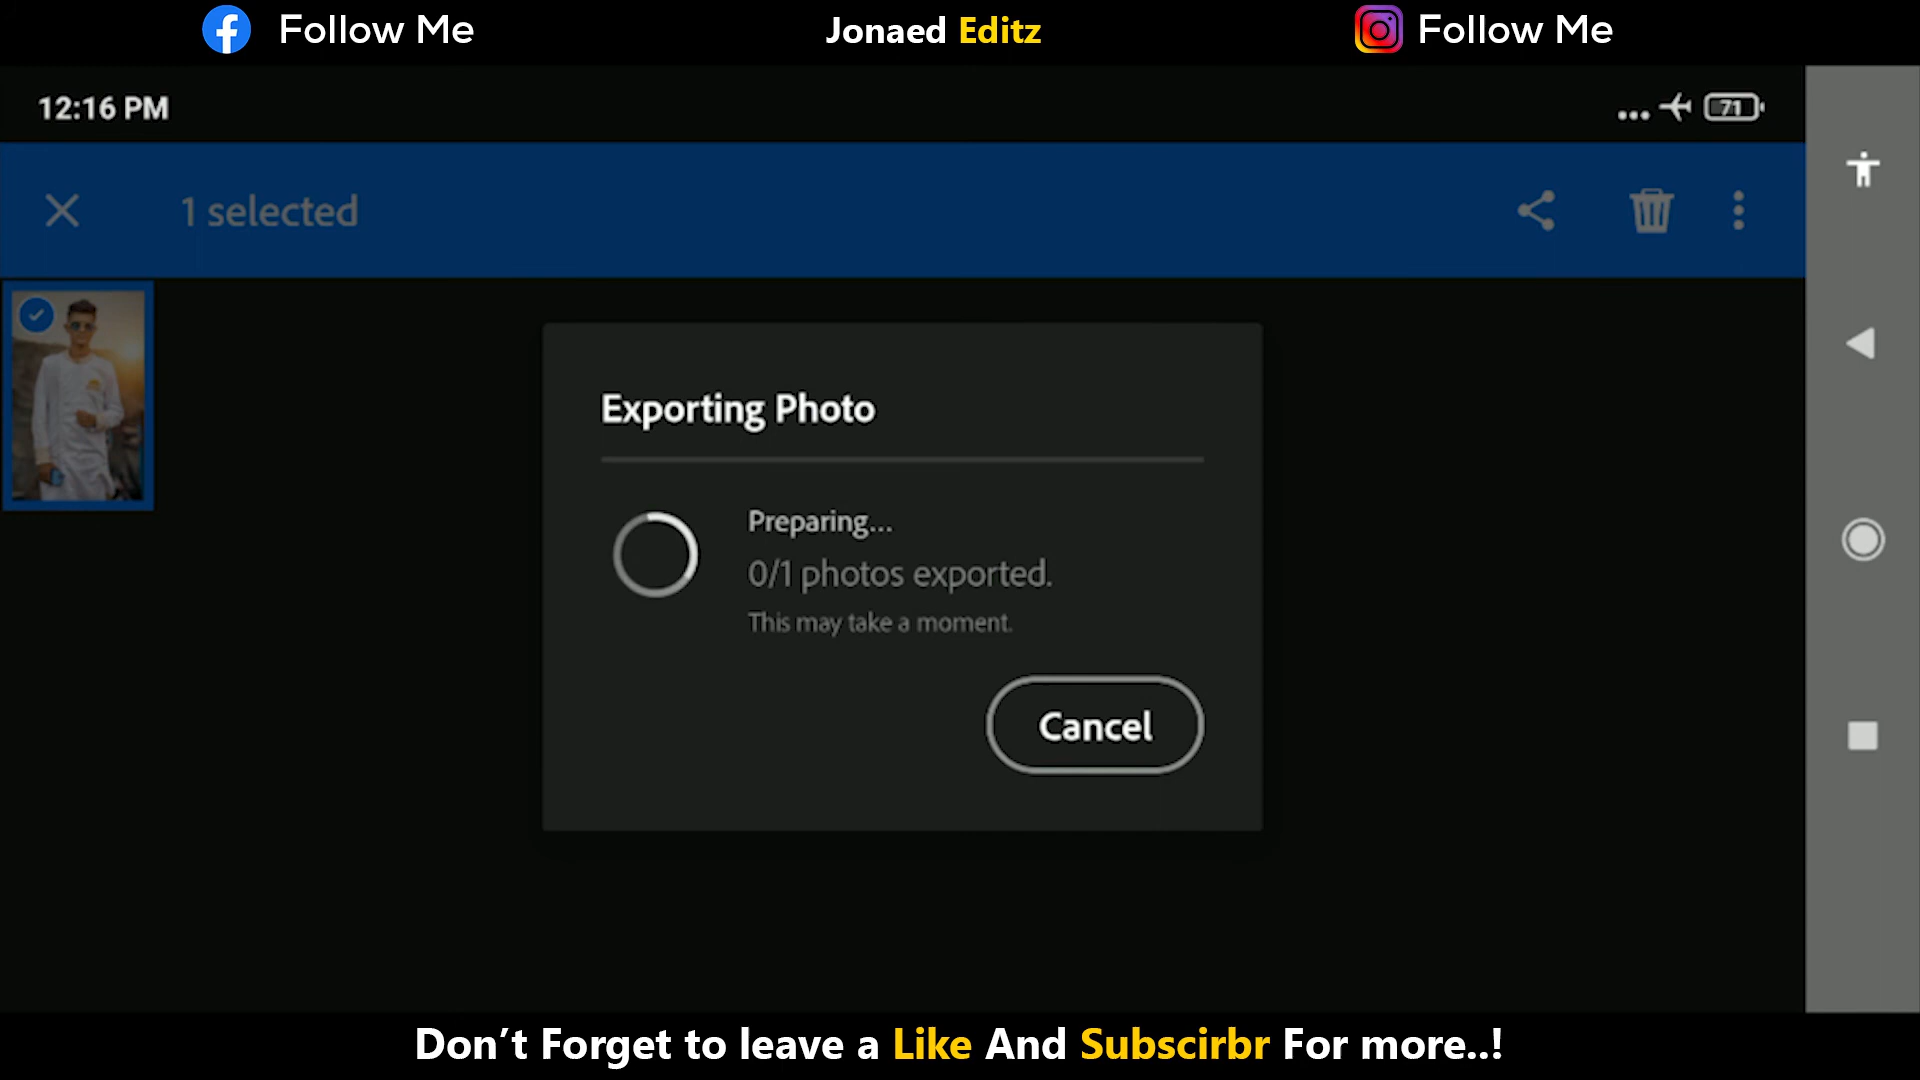 Follow Me
Jonaed Editz
Follow Me
12:16 PM
71
1 selected
Exporting Photo
Preparing...
0/1 photos exported.
This may take a moment.
Cancel
Don’t Forget to leave a Like And Subscirbr For more..!